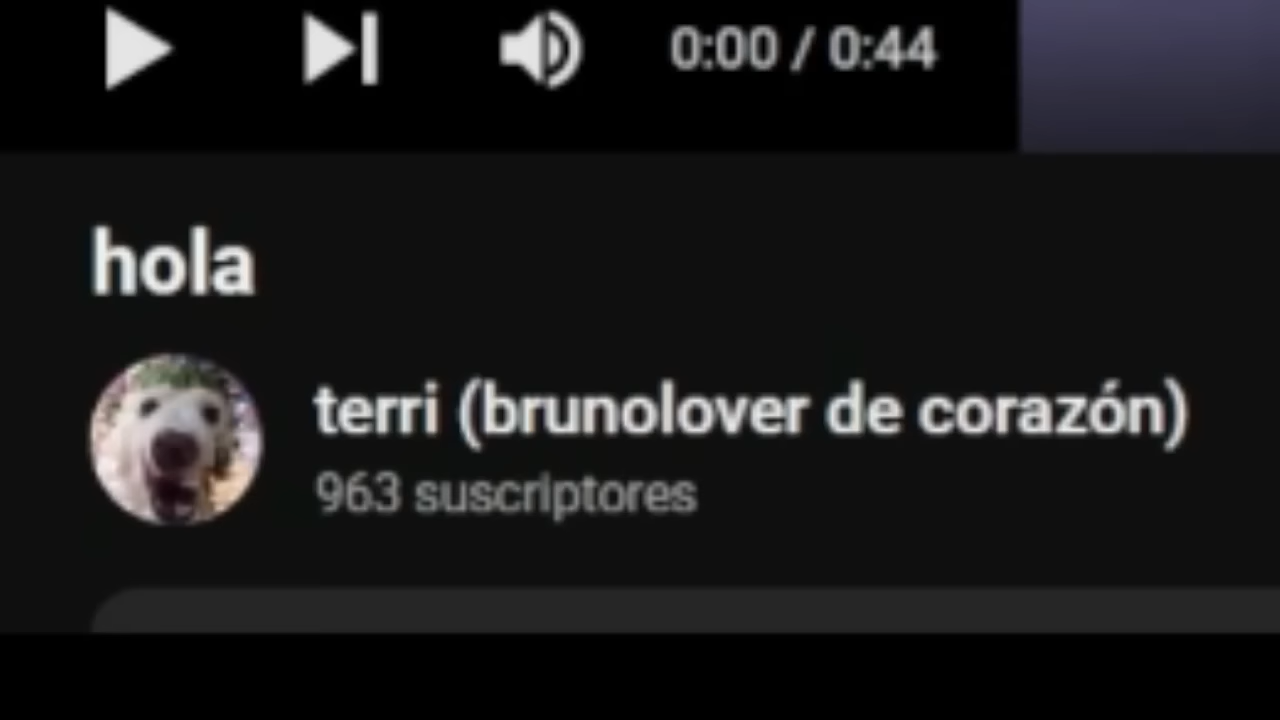 0:00 / 0:44
hola
terri (brunolover de corazón)
963 suscriptores